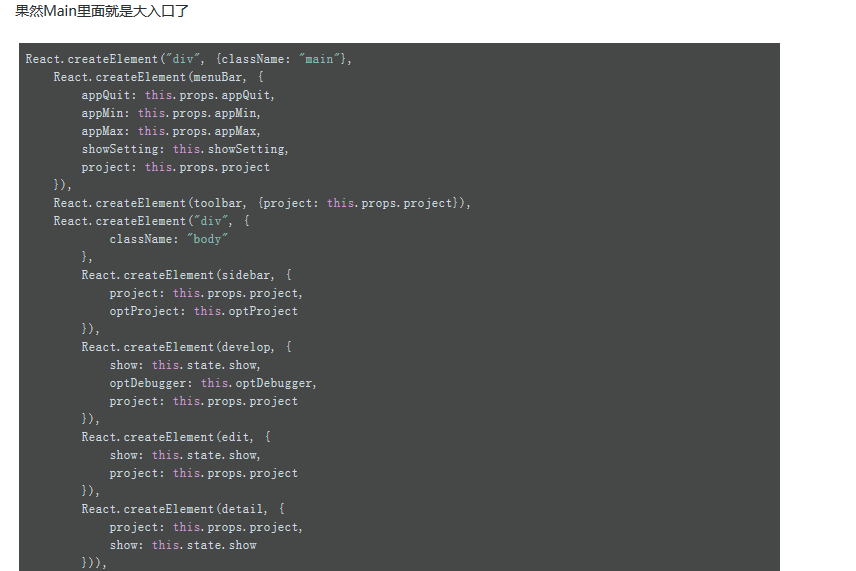 果然Main里面就是大入口了
React.createElement("div", {className: "main"},
    React.createElement(menuBar, {
        appQuit: this.props.appQuit,
        appMin: this.props.appMin,
        appMax: this.props.appMax,
        showSetting: this.showSetting,
        project: this.props.project
    }),
    React.createElement(toolbar, {project: this.props.project}),
    React.createElement("div", {
            className: "body"
        },
        React.createElement(sidebar, {
            project: this.props.project,
            optProject: this.optProject
        }),
        React.createElement(develop, {
            show: this.state.show,
            optDebugger: this.optDebugger,
            project: this.props.project
        }),
        React.createElement(edit, {
            show: this.state.show,
            project: this.props.project
        }),
        React.createElement(detail, {
            project: this.props.project,
            show: this.state.show
        })),